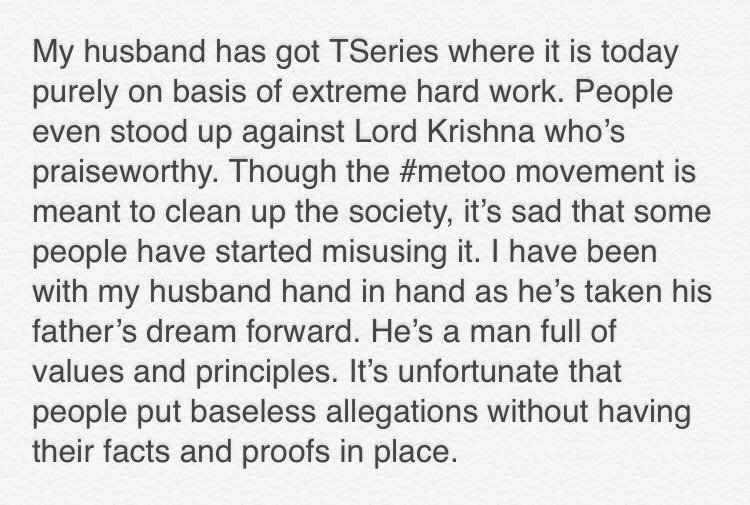 My husband has got TSeries where it is today
purely on basis of extreme hard work. People
even stood up against Lord Krishna who’s
praiseworthy. Though the #metoo movement is
meant to clean up the society, it’s sad that some
people have started misusing it. I have been
with my husband hand in hand as he’s taken his
father’s dream forward. He’s a man full of
values and principles. It’s unfortunate that
people put baseless allegations without having
their facts and proofs in place.